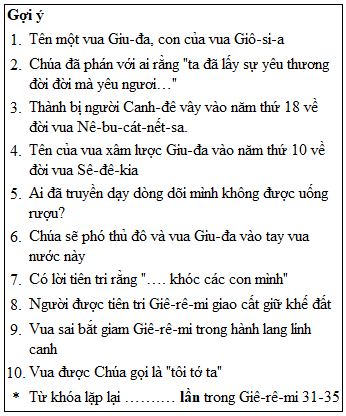 Gợi ý
1. Tên một vua Giu-đa, con của vua Giô-si-a
2. Chúa đã phán với ai rằng "ta đã lấy sự yêu thương
đời đời mà yêu ngươi…"
3. Thành bị người Canh-đê vây vào năm thứ 18 về
đời vua Nê-bu-cát-nết-sa.
4. Tên của vua xâm lược Giu-đa vào năm thứ 10 về
đời vua Sê-đê-kia
5. Ai đã truyền dạy dòng dõi mình không được uống
rượu?
6. Chúa sẽ phó thủ đô và vua Giu-đa vào tay vua
nước này
7. Có lời tiên tri rằng "…. khóc các con mình"
8. Người được tiên tri Giê-rê-mi giao cất giữ khế đất
9. Vua sai bắt giam Giê-rê-mi trong hành lang lính
canh
10. Vua được Chúa gọi là "tôi tớ ta"
* Từ khóa lặp lại ………. lần trong Giê-rê-mi 31-35